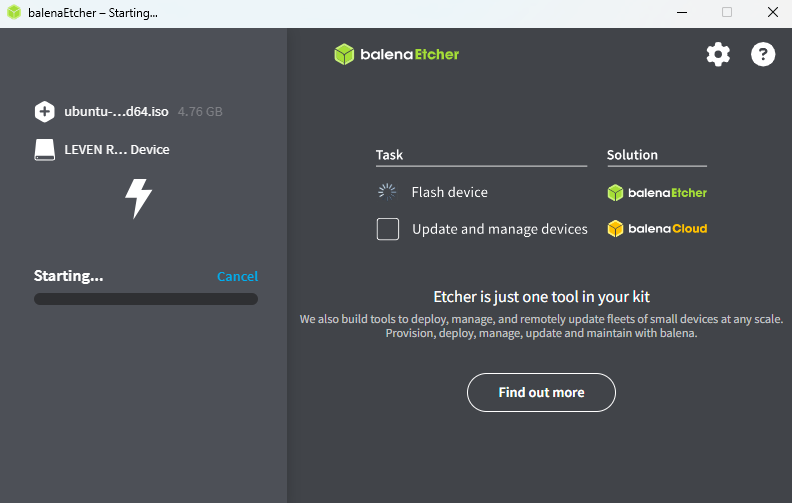 balenaEtcher – Starting...
balenaEtcher
ubuntu-...d64.iso 4.76 GB
LEVEN R... Device
Starting... Cancel
Task Solution
Flash device balenaEtcher
Update and manage devices balenaCloud
Etcher is just one tool in your kit
We also build tools to deploy, manage, and remotely update fleets of small devices at any scale.
Provision, deploy, manage, update and maintain with balena.
Find out more